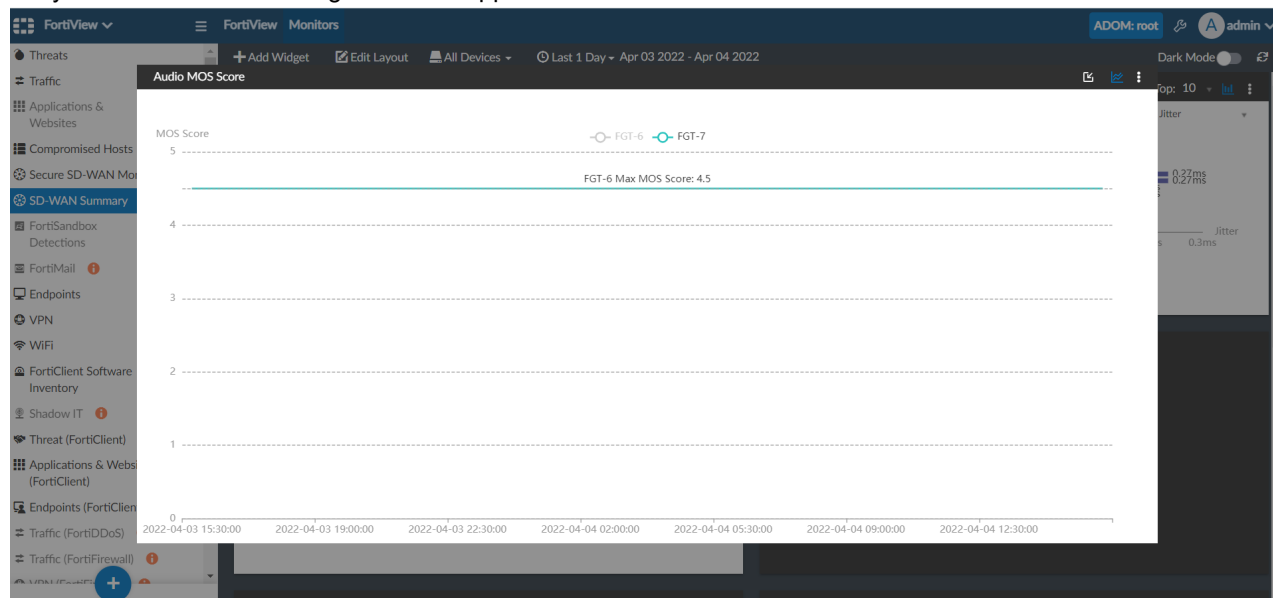 FortiView
FortiView Monitors
ADOM: root
A admin
Threats
Traffic
Applications &
Websites
Compromised Hosts
Secure SD-WAN Mo
SD-WAN Summary
FortiSandbox
Detections
FortiMail
Endpoints
VPN
WiFi
FortiClient Software
Inventory
Shadow IT
Threat (FortiClient)
Applications & Websi
(FortiClient)
Endpoints (FortiClien
Traffic (FortiDDoS)
Traffic (FortiFirewall)
Add Widget
Edit Layout
All Devices
Last 1 Day
Apr 03 2022 - Apr 04 2022
Dark Mode
Audio MOS Score
Top: 10
Jitter
0.27ms
0.27ms
Jitter
0.3ms
MOS Score
FGT-6 FGT-7
5
FGT-6 Max MOS Score: 4.5
4
3
2
1
0
2022-04-03 15:30:00 2022-04-03 19:00:00 2022-04-03 22:30:00 2022-04-04 02:00:00 2022-04-04 05:30:00 2022-04-04 09:00:00 2022-04-04 12:30:00